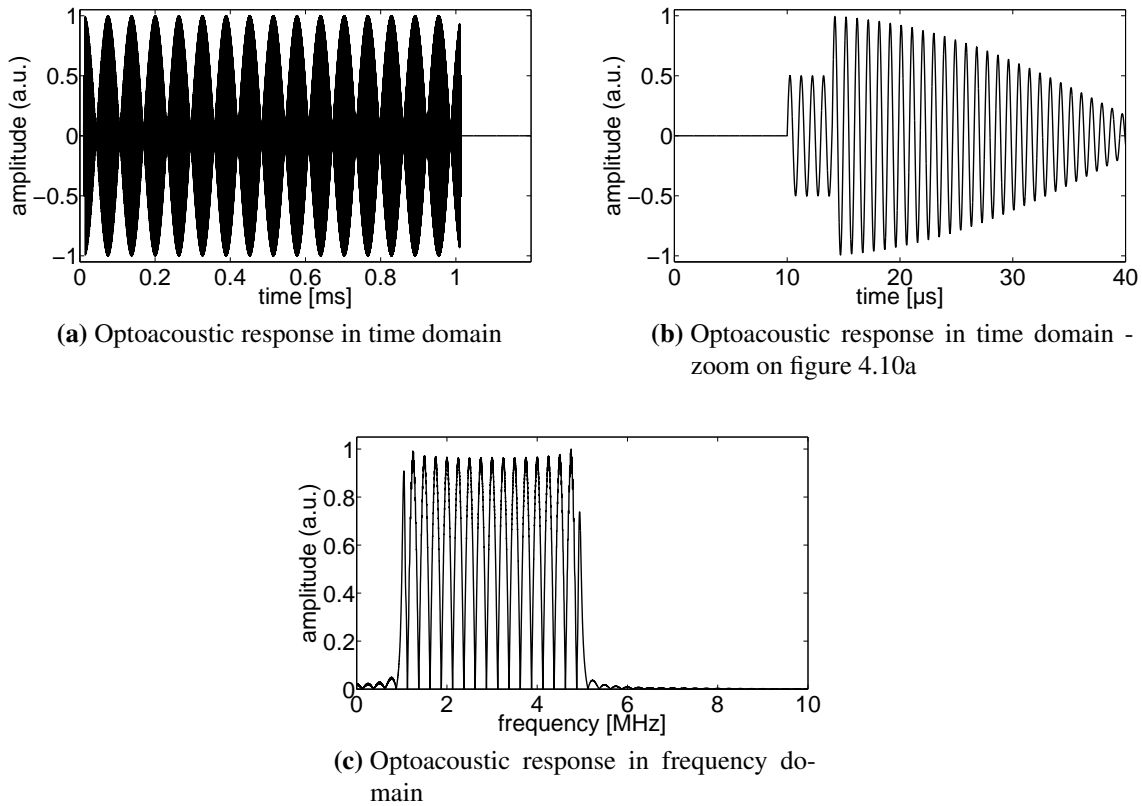 1
0.5
0
−0.5
−1
amplitude (a.u.)
0 0.2 0.4 0.6 0.8 1
time [ms]
(a) Optoacoustic response in time domain
1
0.5
0
−0.5
−1
amplitude (a.u.)
0 10 20 30 40
time [µs]
(b) Optoacoustic response in time domain -
zoom on figure 4.10a
1
0.8
0.6
0.4
0.2
0
amplitude (a.u.)
0 2 4 6 8 10
frequency [MHz]
(c) Optoacoustic response in frequency do-
main